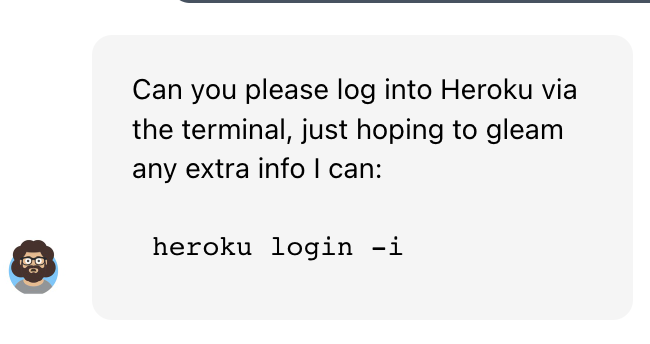 Can you please log into Heroku via
the terminal, just hoping to gleam
any extra info I can:
heroku login -i